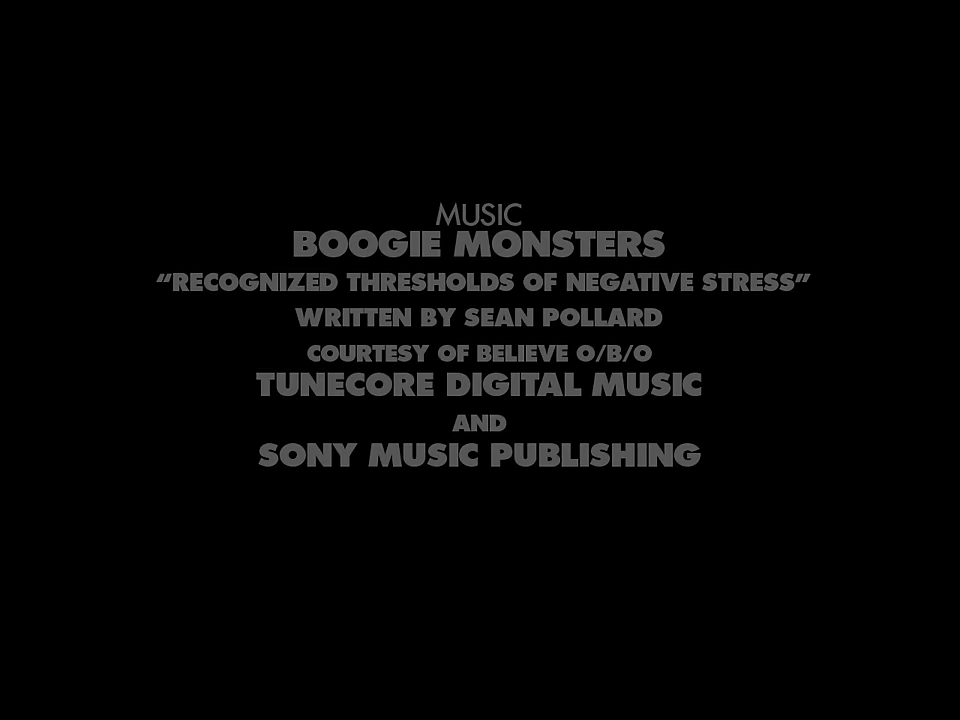 MUSIC
BOOGIE MONSTERS
“RECOGNIZED THRESHOLDS OF NEGATIVE STRESS”
WRITTEN BY SEAN POLLARD
COURTESY OF BELIEVE O/B/O
TUNECORE DIGITAL MUSIC
AND
SONY MUSIC PUBLISHING